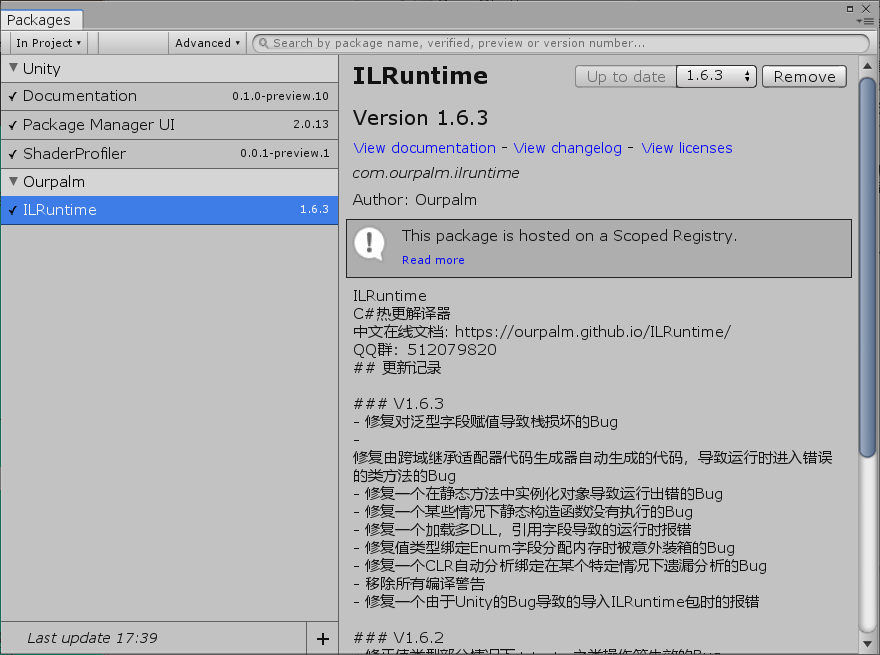 Packages
In Project
Advanced
Search by package name, verified, preview or version number...
Unity
Documentation 0.1.0-preview.10
Package Manager UI 2.0.13
ShaderProfiler 0.0.1-preview.1
Ourpalm
ILRuntime 1.6.3
Last update 17:39
+
ILRuntime
Up to date 1.6.3 Remove
Version 1.6.3
View documentation - View changelog - View licenses
com.ourpalm.ilruntime
Author: Ourpalm
This package is hosted on a Scoped Registry.
Read more
ILRuntime
C#热更解译器
中文在线文档: https://ourpalm.github.io/ILRuntime/
QQ群: 512079820
## 更新记录
### V1.6.3
- 修复对泛型字段赋值导致栈损坏的Bug
-
修复由跨域继承适配器代码生成器自动生成的代码，导致运行时进入错误
的类方法的Bug
- 修复一个在静态方法中实例化对象导致运行出错的Bug
- 修复一个某些情况下静态构造函数没有执行的Bug
- 修复一个加载多DLL，引用字段导致的运行时报错
- 修复值类型绑定Enum字段分配内存时被意外装箱的Bug
- 修复一个CLR自动分析绑定在某个特定情况下遗漏分析的Bug
- 移除所有编译警告
- 修复一个由于Unity的Bug导致的导入ILRuntime包时的报错
### V1.6.2